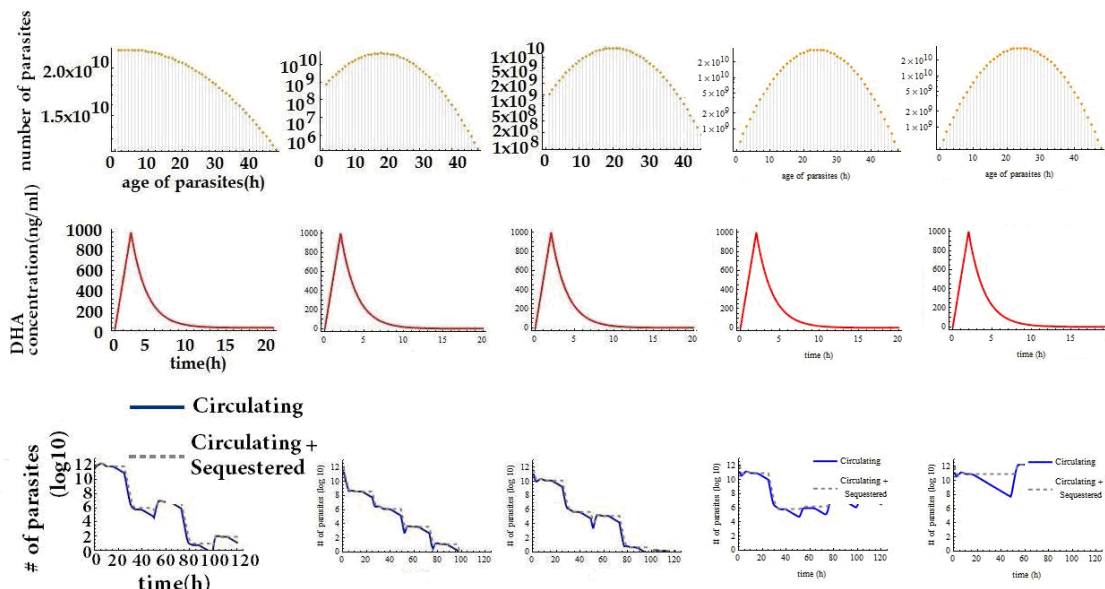 number of parasites
2.0x10^10
1.5x10^10
0 10 20 30 40
age of parasites(h)
10^10
10^9
10^8
10^7
10^6
0 10 20 30 40
1x10^10
5x10^9
2x10^9
1x10^9
5x10^8
2x10^8
1x10^8
0 10 20 30 40
2×10^10
1×10^10
5×10^9
2×10^9
1×10^9
0 10 20 30 40
age of parasites (h)
2×10^10
1×10^10
5×10^9
2×10^9
1×10^9
0 10 20 30 40
age of parasites (h)
DHA
concentration(ng/ml)
1000
800
600
400
200
0
0 5 10 15 20
time(h)
1000
800
600
400
200
0
0 5 10 15 20
1000
800
600
400
200
0
0 5 10 15 20
1000
800
600
400
200
0
0 5 10 15 20
time (h)
1000
800
600
400
200
0
0 5 10 15
time (h)
Circulating
Circulating +
Sequestered
# of parasites
(log10)
12
10
8
6
4
2
0
0 20 40 60 80 100 120
time(h)
# of parasites (log 10)
12
10
8
6
4
2
0
0 20 40 60 80 100 120
# of parasites (log 10)
12
10
8
6
4
2
0
0 20 40 60 80 100 120
# of parasites (log 10)
12
10
8
6
4
2
0
0 20 40 60 80 100 120
time (h)
Circulating
Circulating +
Sequestered
# of parasites (log 10)
12
10
8
6
4
2
0
0 20 40 60 80 100 120
time (h)
Circulating
Circulating +
Sequestered